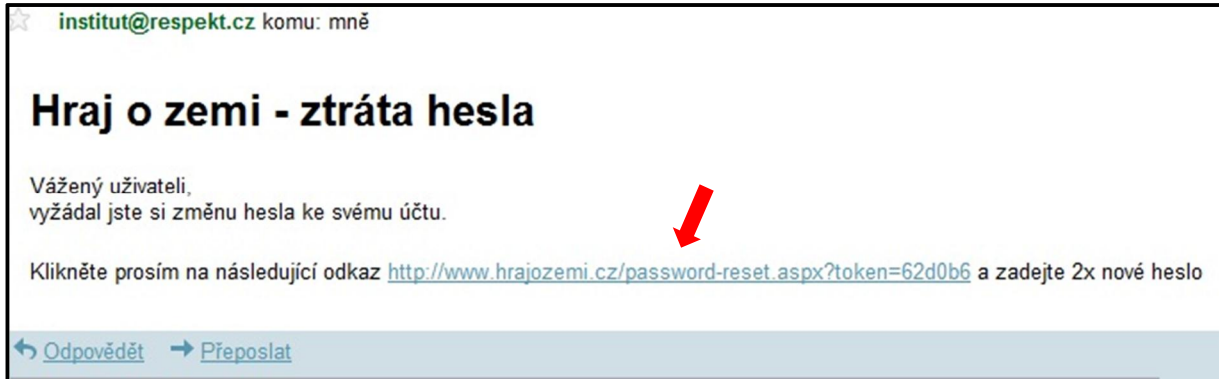 institut@respekt.cz komu: mně
Hraj o zemi - ztráta hesla
Vážený uživateli,
vyžádal jste si změnu hesla ke svému účtu.
Klikněte prosím na následující odkaz http://www.hrajozemi.cz/password-reset.aspx?token=62d0b6 a zadejte 2x nové heslo
Odpovědět Přeposlat